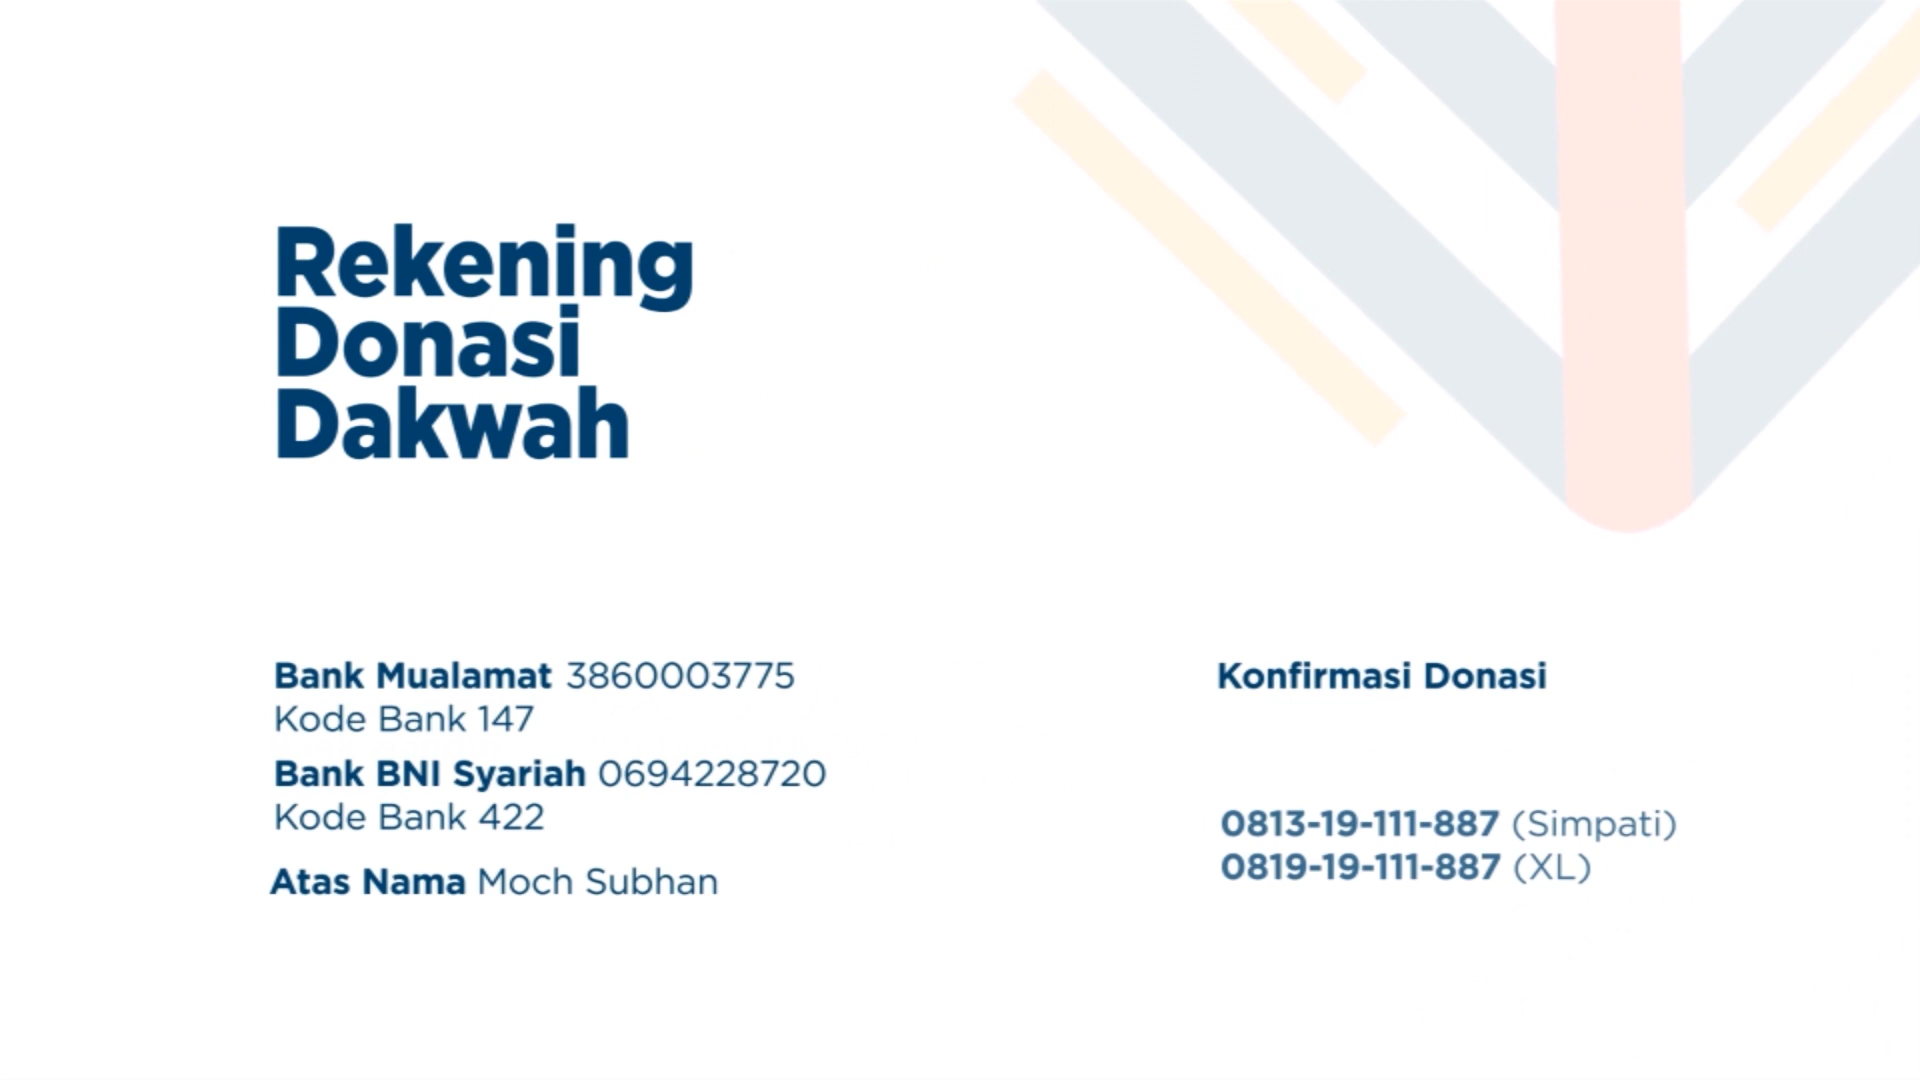 Rekening
Donasi
Dakwah
Bank Mualamat 3860003775
Kode Bank 147
Bank BNI Syariah 0694228720
Kode Bank 422
Atas Nama Moch Subhan
Konfirmasi Donasi
0813-19-111-887 (Simpati)
0819-19-111-887 (XL)